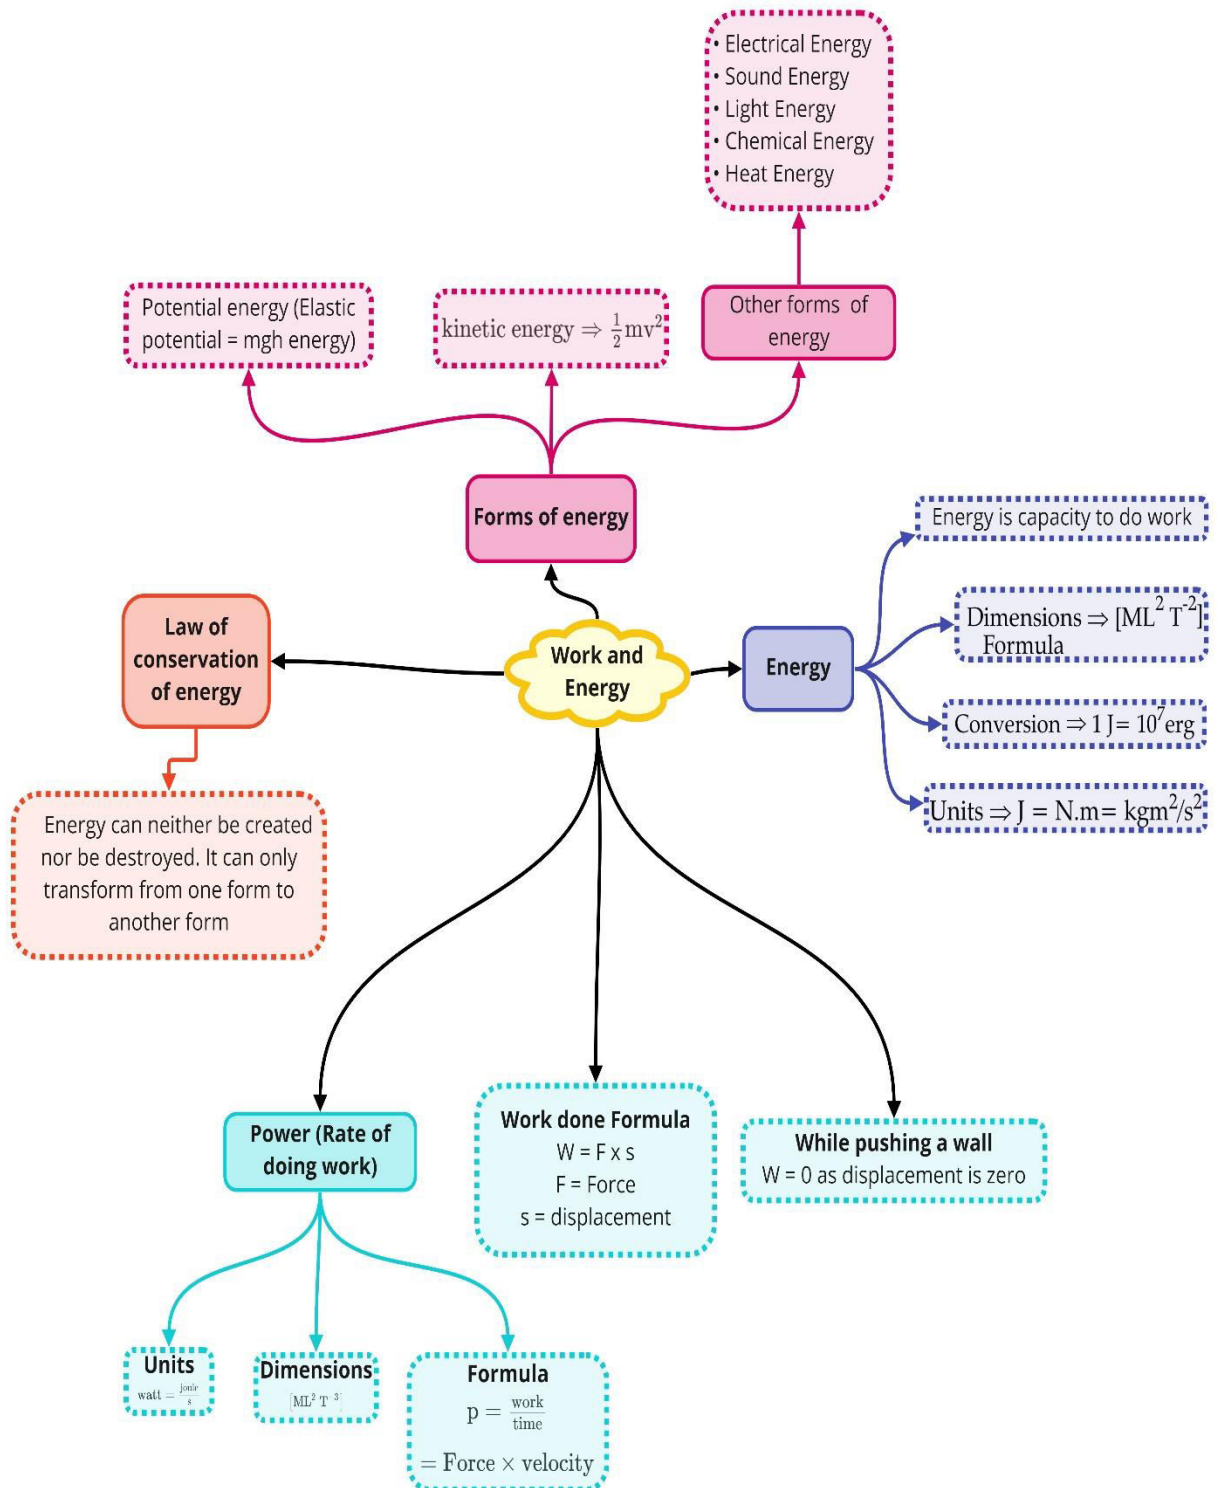 • Electrical Energy
• Sound Energy
• Light Energy
• Chemical Energy
• Heat Energy
Potential energy (Elastic
potential = mgh energy)
kinetic energy ⇒ 1/2 mv²
Other forms of
energy
Forms of energy
Energy is capacity to do work
Dimensions ⇒ [ML² T⁻²]
Formula
Law of
conservation
of energy
Work and
Energy
Energy
Conversion ⇒ 1 J = 10⁷ erg
Units ⇒ J = N.m = kgm²/s²
Energy can neither be created
nor be destroyed. It can only
transform from one form to
another form
Power (Rate of
doing work)
Work done Formula
W = F x s
F = Force
s = displacement
While pushing a wall
W = 0 as displacement is zero
Units
watt = joule/s
Dimensions
[ML² T⁻³]
Formula
p = work/time
= Force × velocity